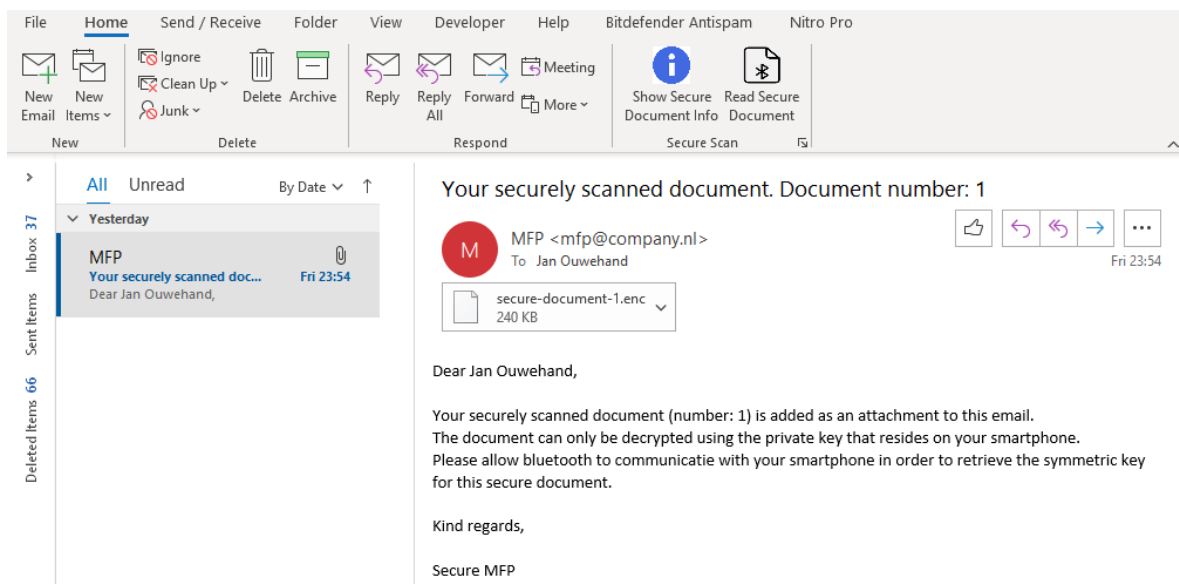 File Home Send / Receive Folder View Developer Help Bitdefender Antispam Nitro Pro
New Email
New Items
Ignore
Clean Up
Junk
Delete
Archive
Reply
Reply All
Forward
Meeting
More
Show Secure Document Info
Read Secure Document
New Delete Respond Secure Scan
Inbox 37
Sent Items
Deleted Items 66
All Unread By Date
Yesterday
MFP
Your securely scanned doc... Fri 23:54
Dear Jan Ouwehand,
Your securely scanned document. Document number: 1
M
MFP <mfp@company.nl>
To Jan Ouwehand
Fri 23:54
secure-document-1.enc
240 KB
Dear Jan Ouwehand,
Your securely scanned document (number: 1) is added as an attachment to this email.
The document can only be decrypted using the private key that resides on your smartphone.
Please allow bluetooth to communicatie with your smartphone in order to retrieve the symmetric key
for this secure document.
Kind regards,
Secure MFP